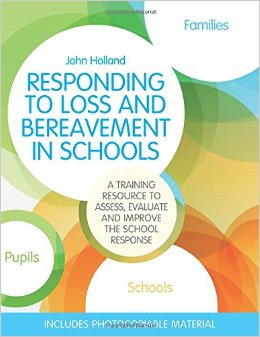 Families
John Holland
RESPONDING
TO LOSS AND
BEREAVEMENT
IN SCHOOLS
A TRAINING
RESOURCE TO
ASSESS, EVALUATE
AND IMPROVE
THE SCHOOL
RESPONSE
Pupils
Schools
INCLUDES PHOTOCOPIABLE MATERIAL